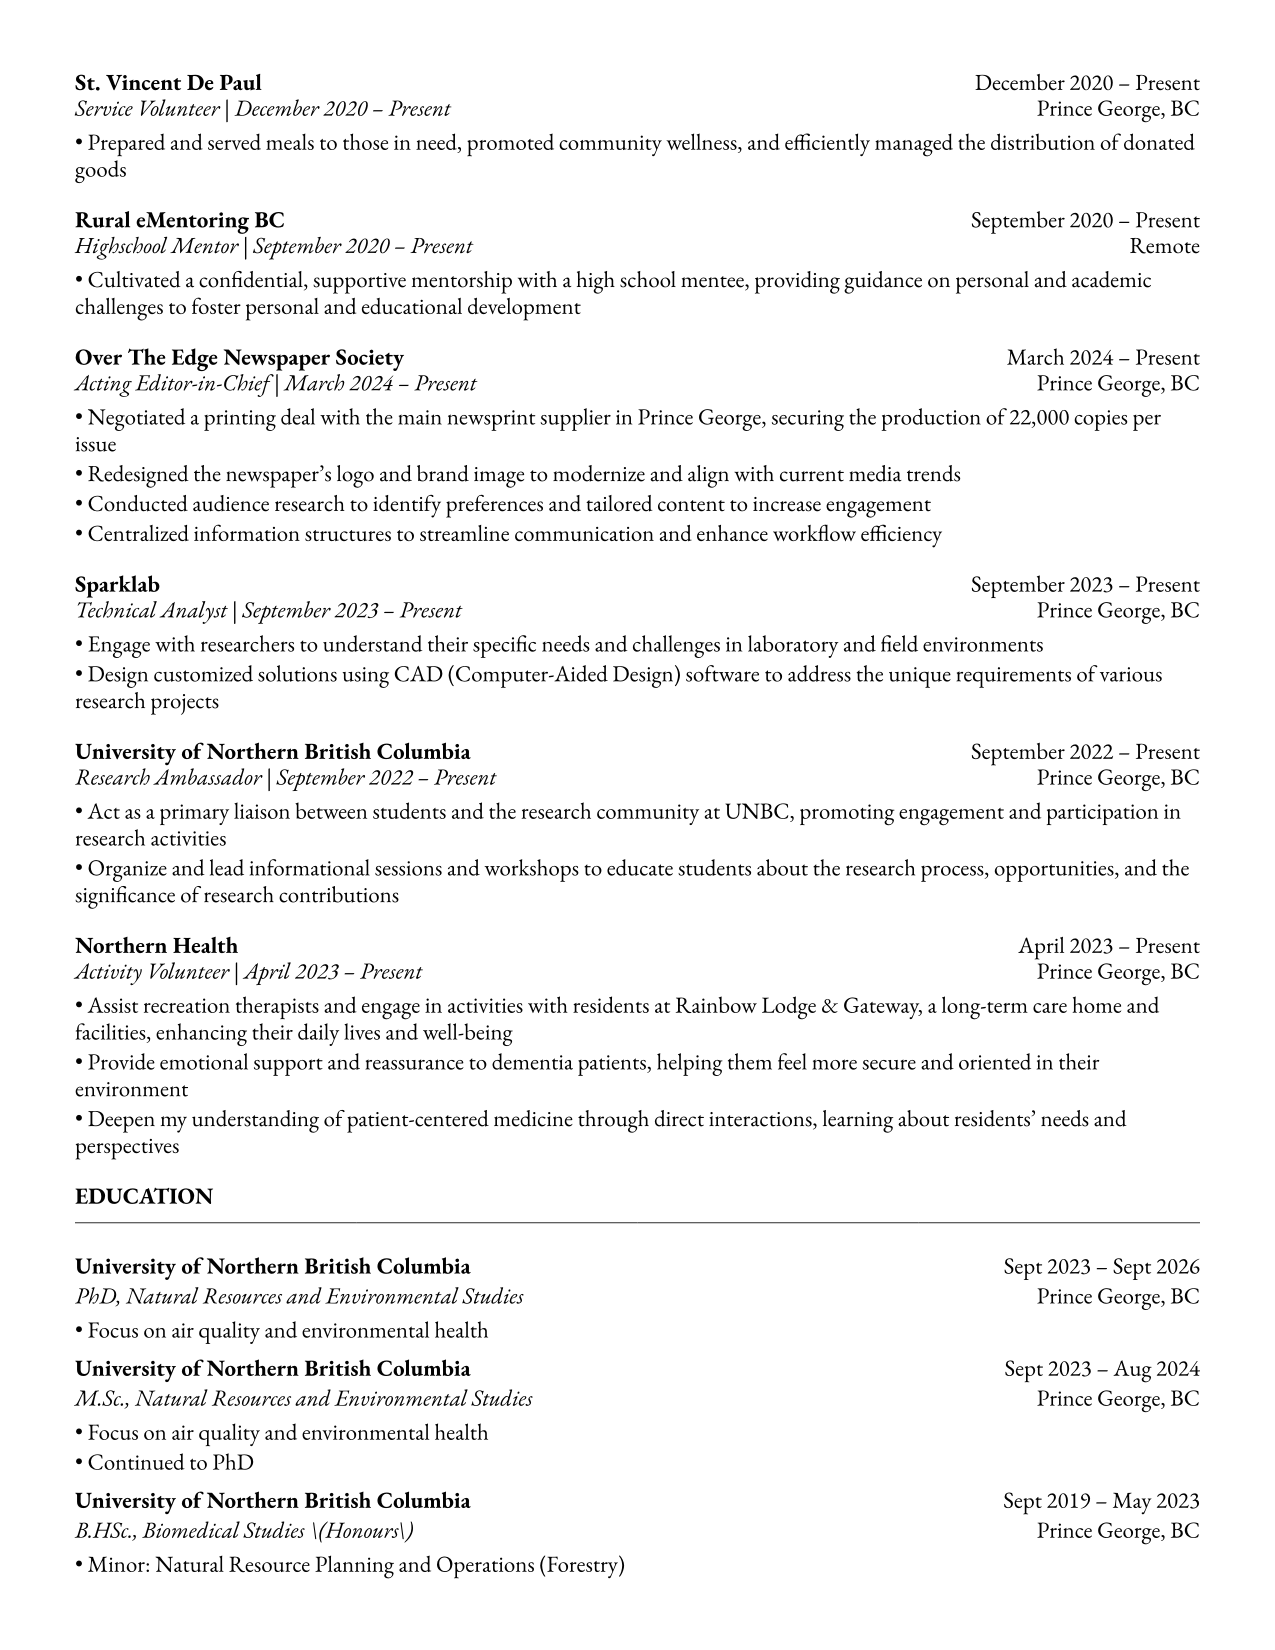 St. Vincent De Paul December 2020 – Present
Service Volunteer | December 2020 – Present Prince George, BC
• Prepared and served meals to those in need, promoted community wellness, and efficiently managed the distribution of donated
goods
Rural eMentoring BC September 2020 – Present
Highschool Mentor | September 2020 – Present Remote
• Cultivated a confidential, supportive mentorship with a high school mentee, providing guidance on personal and academic
challenges to foster personal and educational development
Over The Edge Newspaper Society March 2024 – Present
Acting Editor-in-Chief | March 2024 – Present Prince George, BC
• Negotiated a printing deal with the main newsprint supplier in Prince George, securing the production of 22,000 copies per
issue
• Redesigned the newspaper’s logo and brand image to modernize and align with current media trends
• Conducted audience research to identify preferences and tailored content to increase engagement
• Centralized information structures to streamline communication and enhance workflow efficiency
Sparklab September 2023 – Present
Technical Analyst | September 2023 – Present Prince George, BC
• Engage with researchers to understand their specific needs and challenges in laboratory and field environments
• Design customized solutions using CAD (Computer-Aided Design) software to address the unique requirements of various
research projects
University of Northern British Columbia September 2022 – Present
Research Ambassador | September 2022 – Present Prince George, BC
• Act as a primary liaison between students and the research community at UNBC, promoting engagement and participation in
research activities
• Organize and lead informational sessions and workshops to educate students about the research process, opportunities, and the
significance of research contributions
Northern Health April 2023 – Present
Activity Volunteer | April 2023 – Present Prince George, BC
• Assist recreation therapists and engage in activities with residents at Rainbow Lodge & Gateway, a long-term care home and
facilities, enhancing their daily lives and well-being
• Provide emotional support and reassurance to dementia patients, helping them feel more secure and oriented in their
environment
• Deepen my understanding of patient-centered medicine through direct interactions, learning about residents’ needs and
perspectives
EDUCATION
University of Northern British Columbia Sept 2023 – Sept 2026
PhD, Natural Resources and Environmental Studies Prince George, BC
• Focus on air quality and environmental health
University of Northern British Columbia Sept 2023 – Aug 2024
M.Sc., Natural Resources and Environmental Studies Prince George, BC
• Focus on air quality and environmental health
• Continued to PhD
University of Northern British Columbia Sept 2019 – May 2023
B.HSc., Biomedical Studies \(Honours\) Prince George, BC
• Minor: Natural Resource Planning and Operations (Forestry)